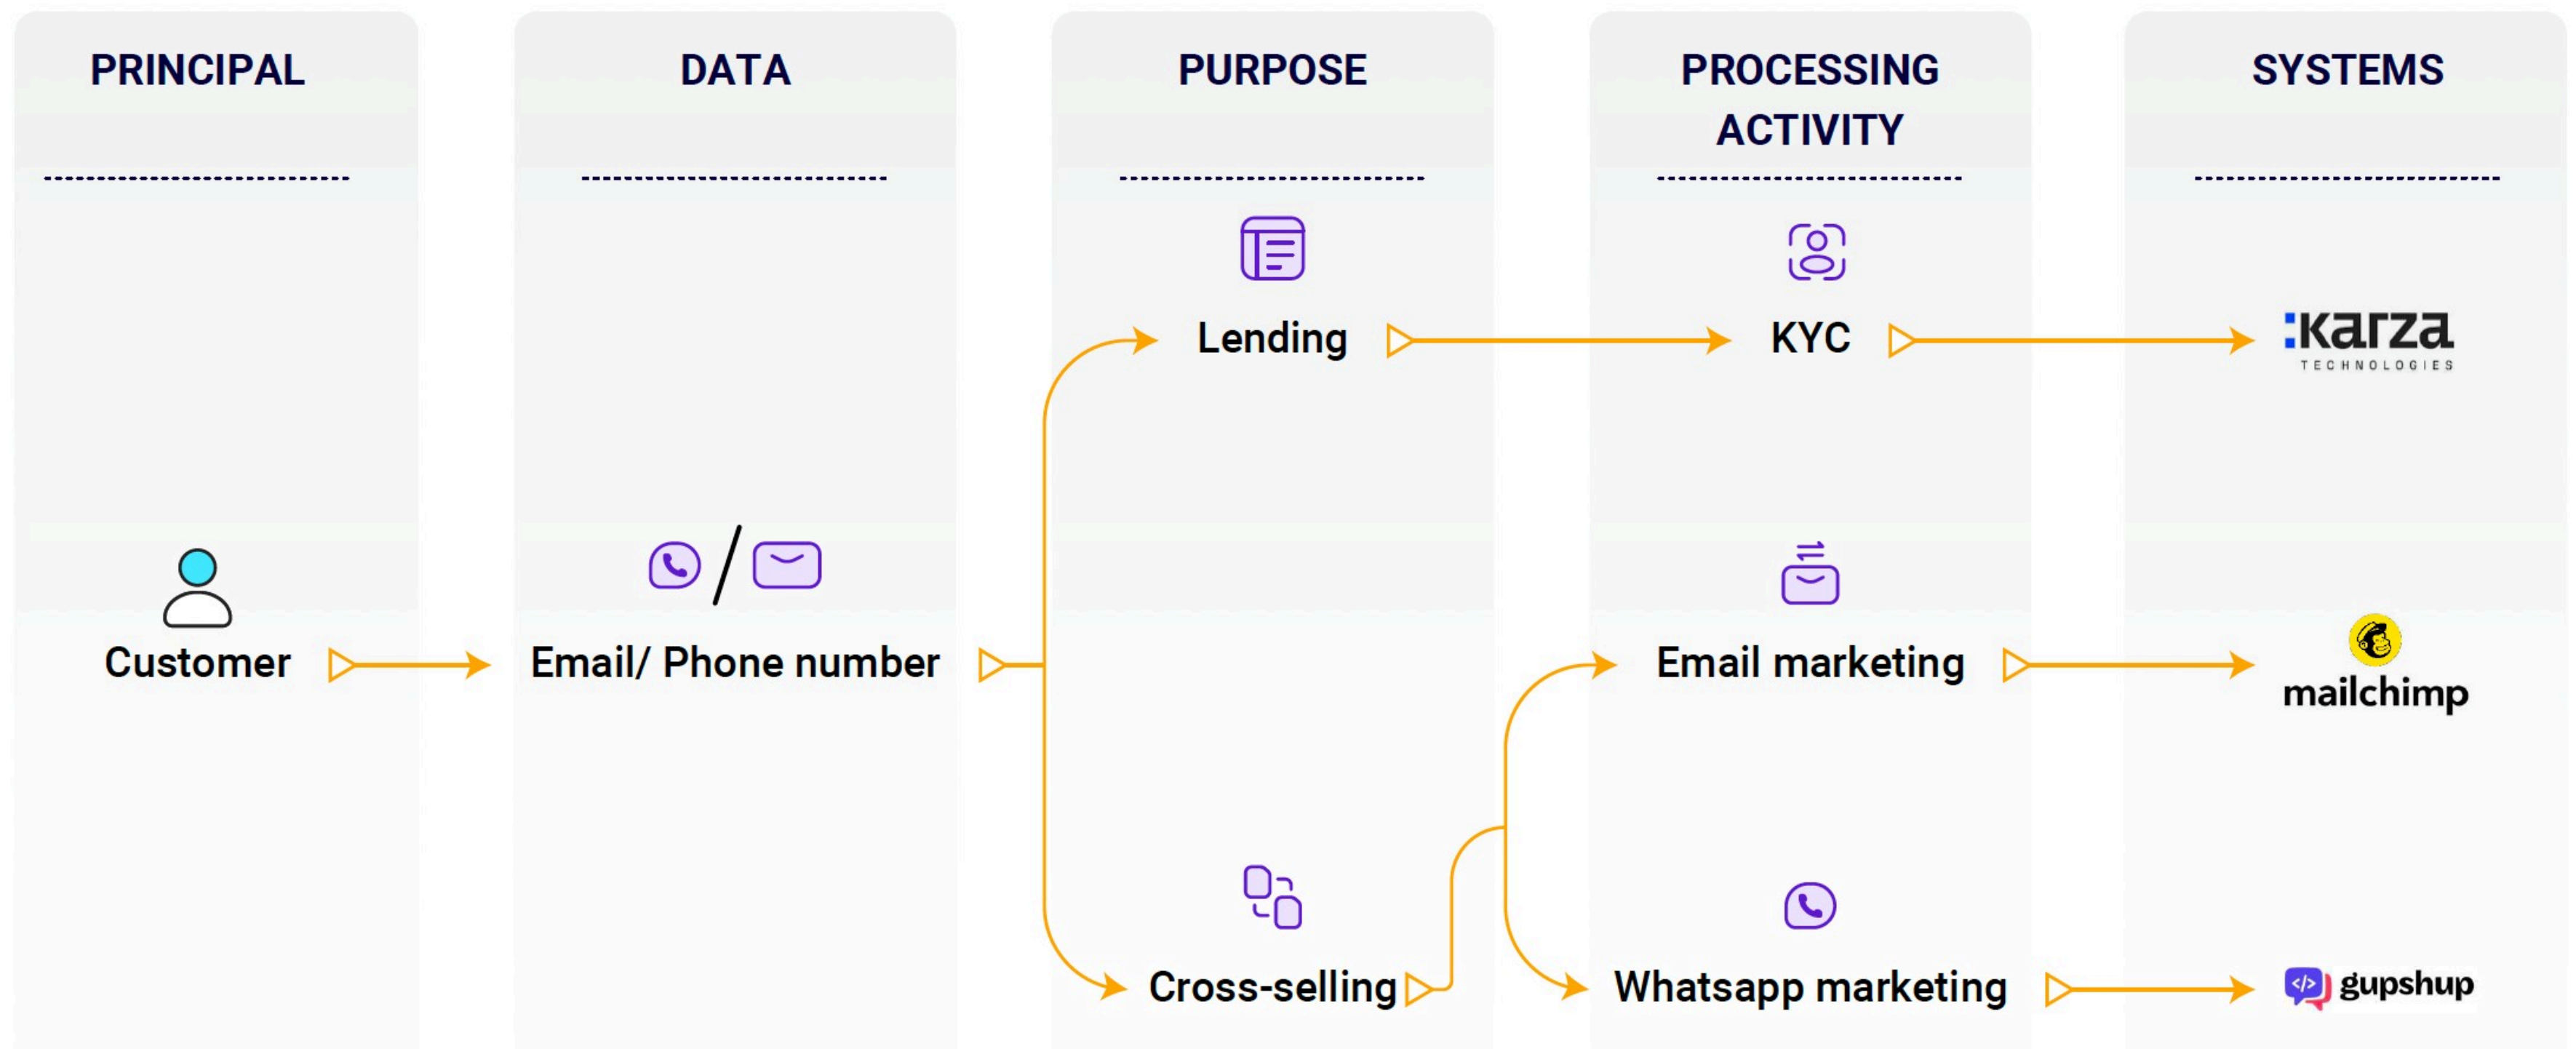 PRINCIPAL
DATA
PURPOSE
PROCESSING
ACTIVITY
SYSTEMS
Lending
KYC
:karza
TECHNOLOGIES
Customer
Email/ Phone number
Email marketing
mailchimp
Cross-selling
Whatsapp marketing
</> gupshup